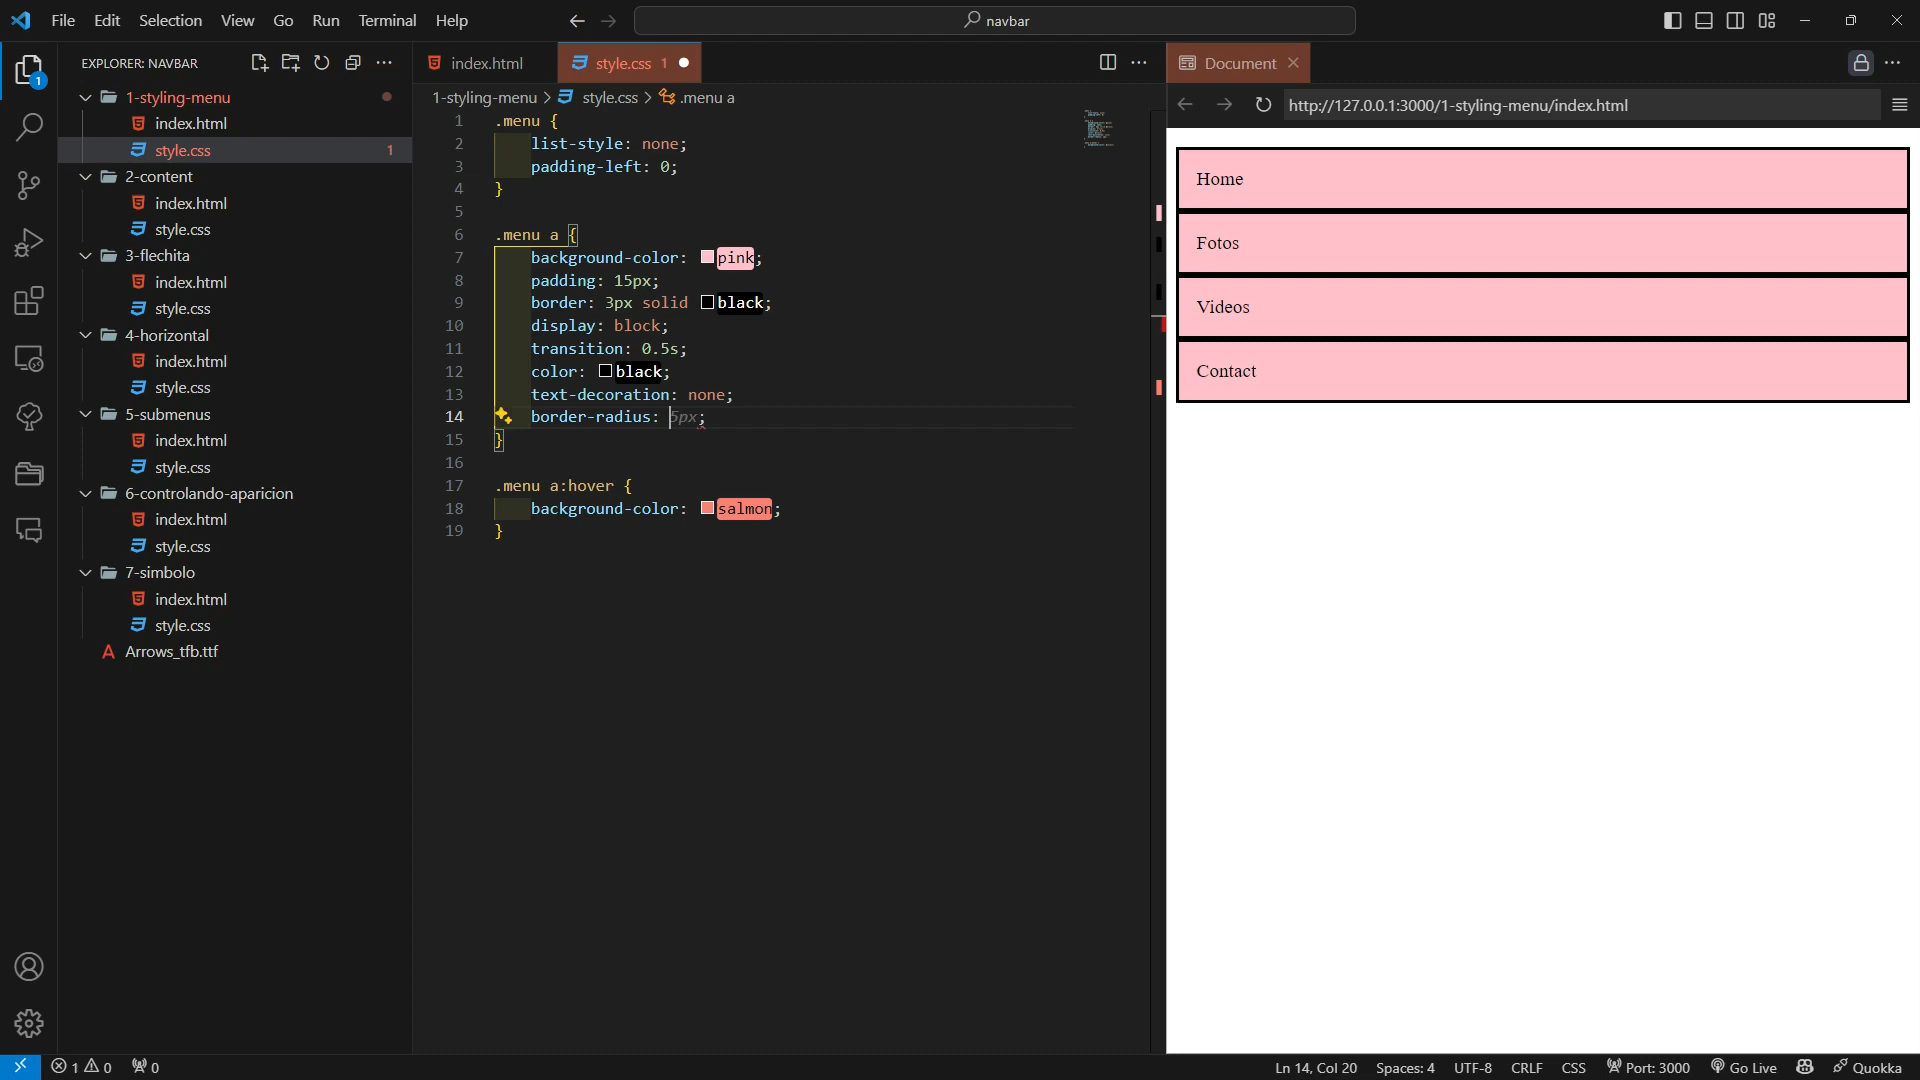 File Edit Selection View Go Run Terminal Help
navbar
EXPLORER: NAVBAR
1-styling-menu
index.html
style.css 1
2-content
index.html
style.css
3-flechita
index.html
style.css
4-horizontal
index.html
style.css
5-submenus
index.html
style.css
6-controlando-aparicion
index.html
style.css
7-simbolo
index.html
style.css
Arrows_tfb.ttf
1
index.html style.css 1
1-styling-menu > style.css > .menu a
1 .menu {
2 list-style: none;
3 padding-left: 0;
4 }
5
6 .menu a {
7 background-color: pink;
8 padding: 15px;
9 border: 3px solid black;
10 display: block;
11 transition: 0.5s;
12 color: black;
13 text-decoration: none;
14 border-radius: 5px;
15 }
16
17 .menu a:hover {
18 background-color: salmon;
19 }
Document
http://127.0.0.1:3000/1-styling-menu/index.html
Home
Fotos
Videos
Contact
1 0 0 Ln 14, Col 20 Spaces: 4 UTF-8 CRLF CSS Port: 3000 Go Live Quokka